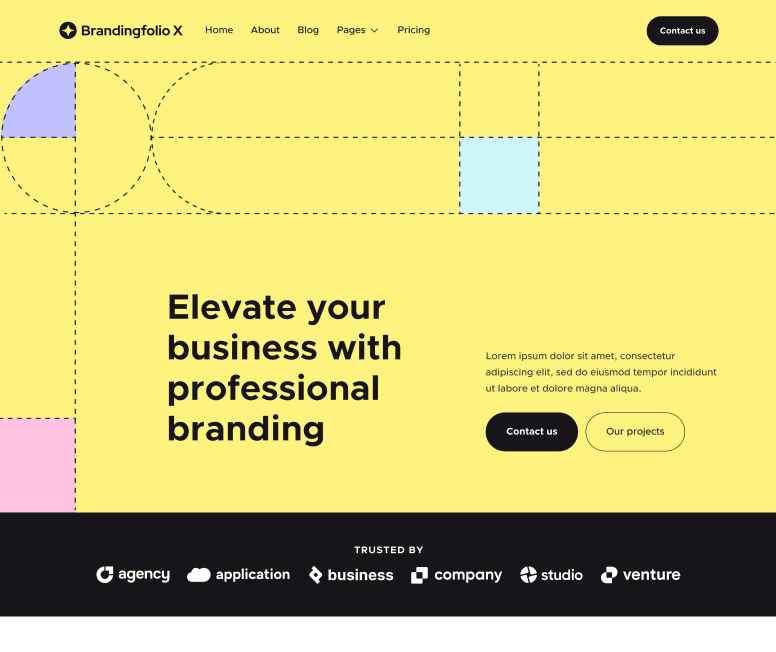 Brandingfolio X
Home About Blog Pages Pricing
Contact us
Elevate your
business with
professional
branding
Lorem ipsum dolor sit amet, consectetur
adipiscing elit, sed do eiusmod tempor incididunt
ut labore et dolore magna aliqua.
Contact us
Our projects
TRUSTED BY
agency application business company studio venture